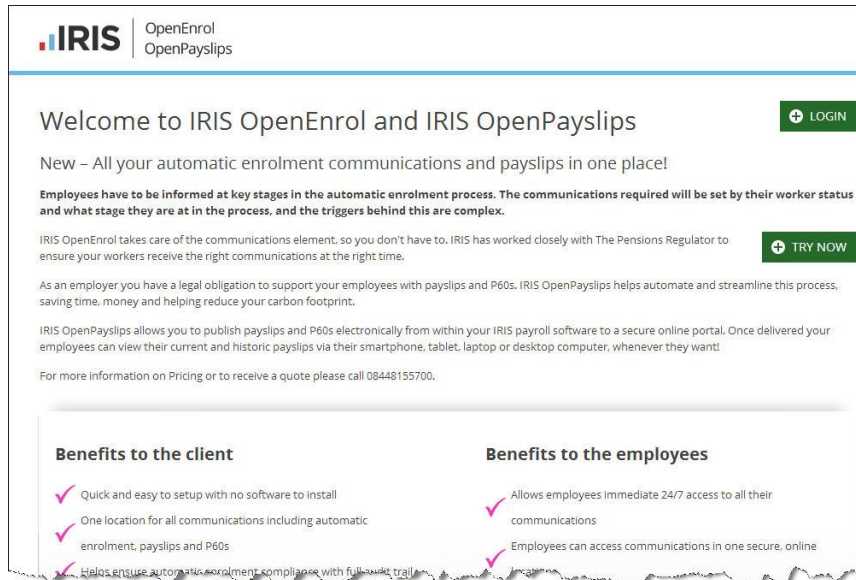 IRIS
OpenEnrol
OpenPayslips
Welcome to IRIS OpenEnrol and IRIS OpenPayslips
LOGIN
New – All your automatic enrolment communications and payslips in one place!
Employees have to be informed at key stages in the automatic enrolment process. The communications required will be set by their worker status
and what stage they are at in the process, and the triggers behind this are complex.
IRIS OpenEnrol takes care of the communications element, so you don't have to. IRIS has worked closely with The Pensions Regulator to
ensure your workers receive the right communications at the right time.
TRY NOW
As an employer you have a legal obligation to support your employees with payslips and P60s. IRIS OpenPayslips helps automate and streamline this process,
saving time, money and helping reduce your carbon footprint.
IRIS OpenPayslips allows you to publish payslips and P60s electronically from within your IRIS payroll software to a secure online portal. Once delivered your
employees can view their current and historic payslips via their smartphone, tablet, laptop or desktop computer, whenever they want!
For more information on Pricing or to receive a quote please call 08448155700.
Benefits to the client
Quick and easy to setup with no software to install
One location for all communications including automatic
enrolment, payslips and P60s
Helps ensure automatic enrolment compliance with full audit trail
Benefits to the employees
Allows employees immediate 24/7 access to all their
communications
Employees can access communications in one secure, online